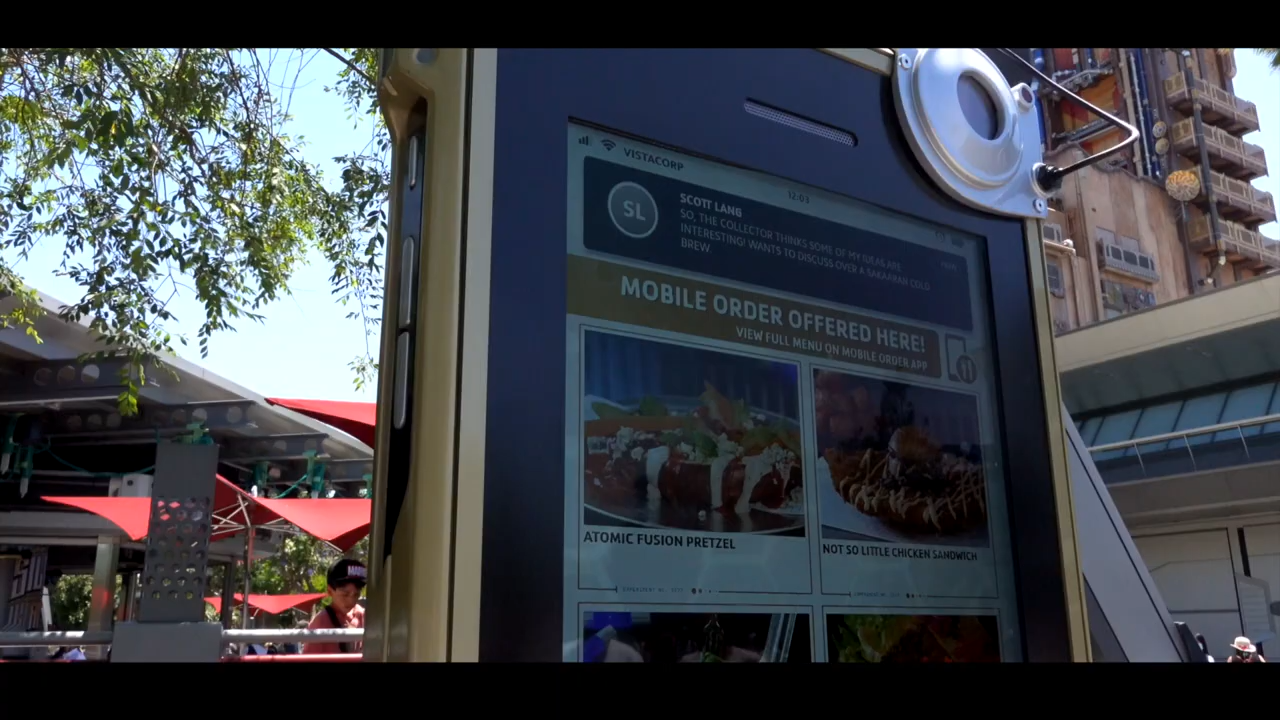 VISTACORP
12:03
SL
SCOTT LANG
SO, THE COLLECTOR THINKS SOME OF MY IDEAS ARE
INTERESTING! WANTS TO DISCUSS OVER A SAKAARAN COLD
BREW.
MOBILE ORDER OFFERED HERE!
VIEW FULL MENU ON MOBILE ORDER APP
ATOMIC FUSION PRETZEL
NOT SO LITTLE CHICKEN SANDWICH